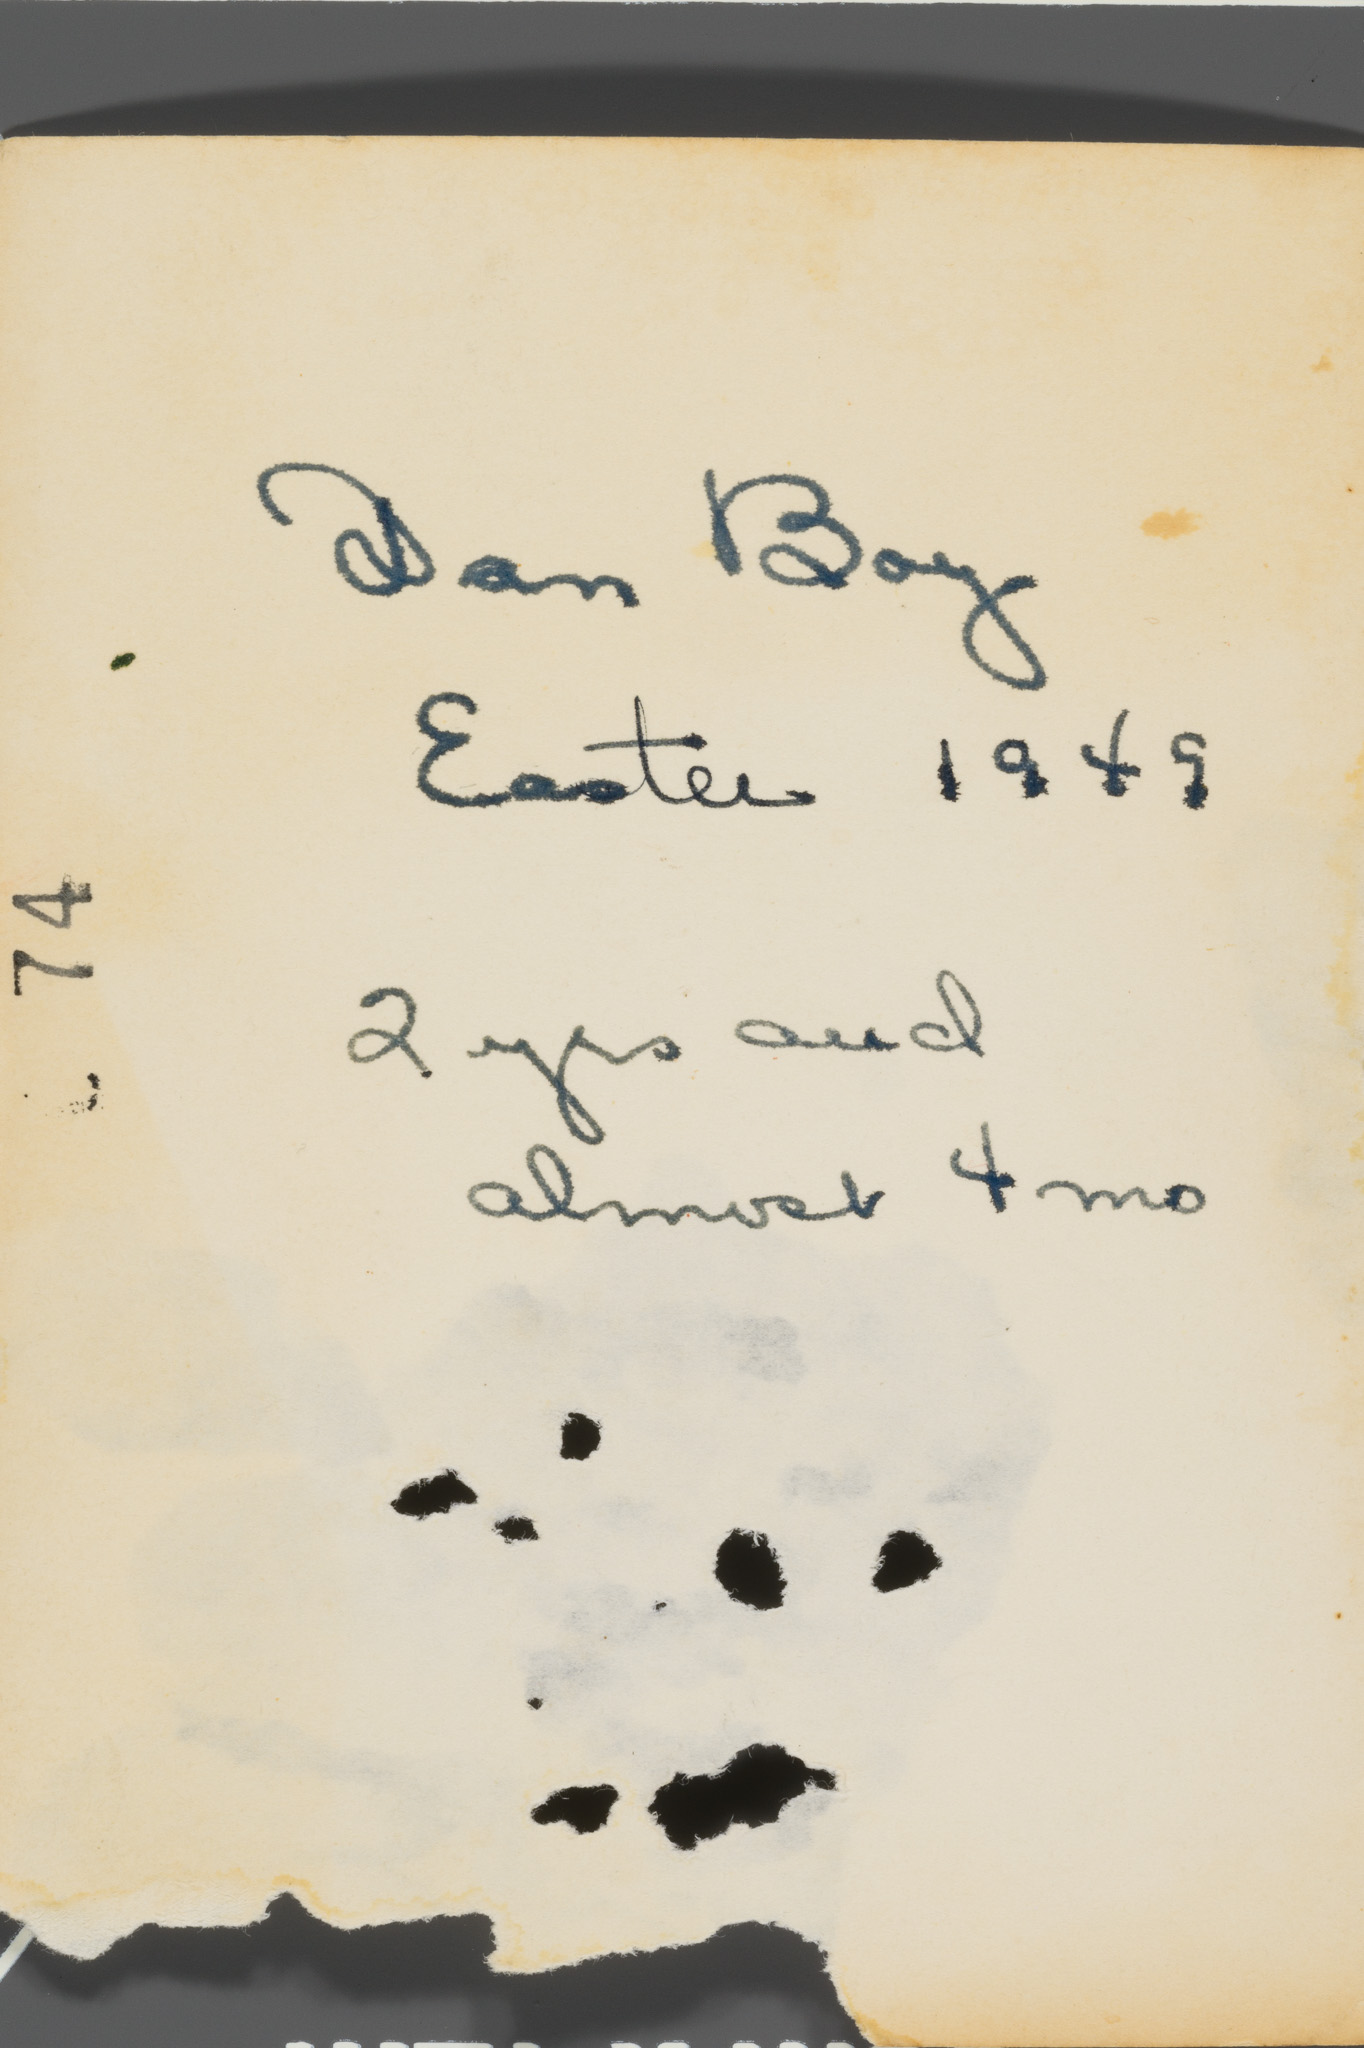 Dan Boy
Easter 1949
2 yrs and
almost 4 mo
74